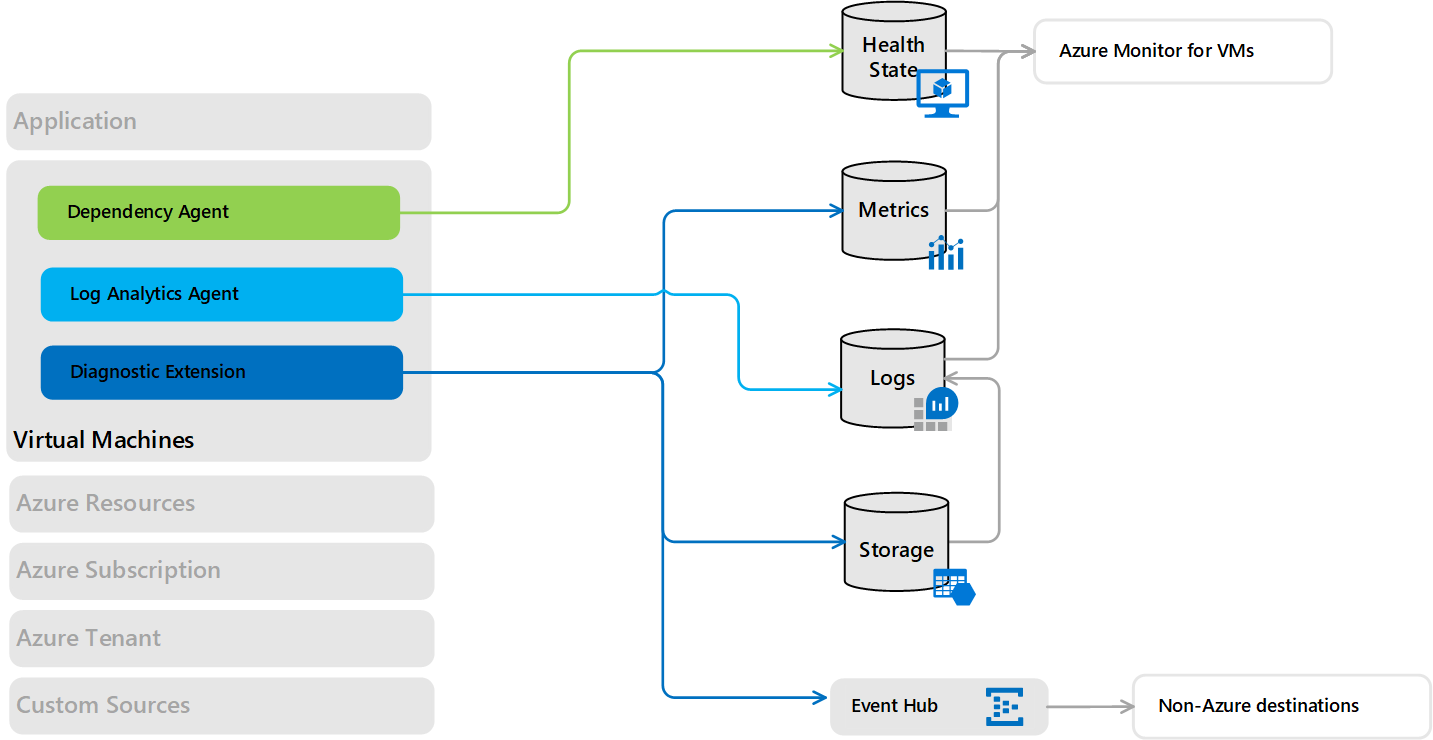 Application
Dependency Agent
Log Analytics Agent
Diagnostic Extension
Virtual Machines
Azure Resources
Azure Subscription
Azure Tenant
Custom Sources
Health
State
Metrics
Logs
Storage
Event Hub
Azure Monitor for VMs
Non-Azure destinations